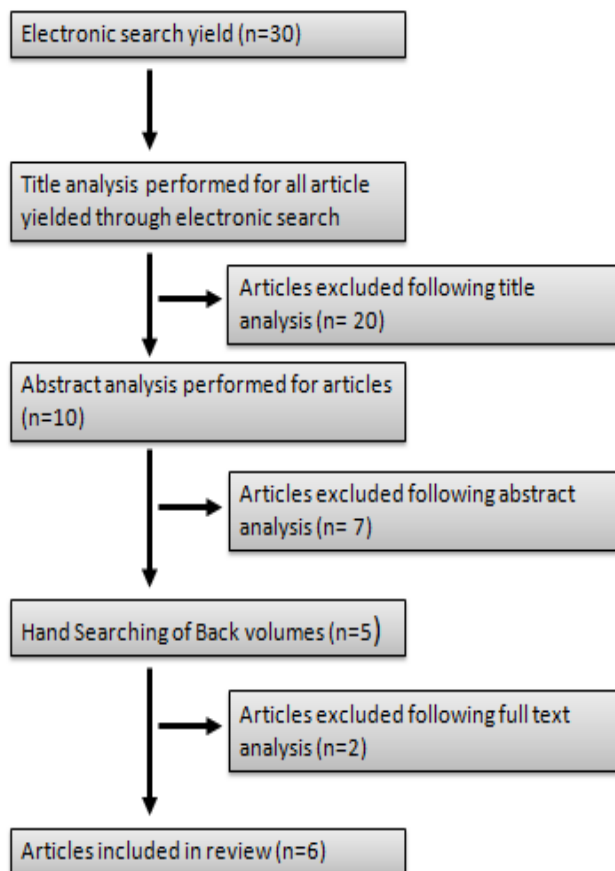 Electronic search yield (n=30)
Title analysis performed for all article
yielded through electronic search
Articles excluded following title
analysis (n= 20)
Abstract analysis performed for articles
(n=10)
Articles excluded following abstract
analysis (n= 7)
Hand Searching of Back volumes (n=5)
Articles excluded following full text
analysis (n=2)
Articles included in review (n=6)